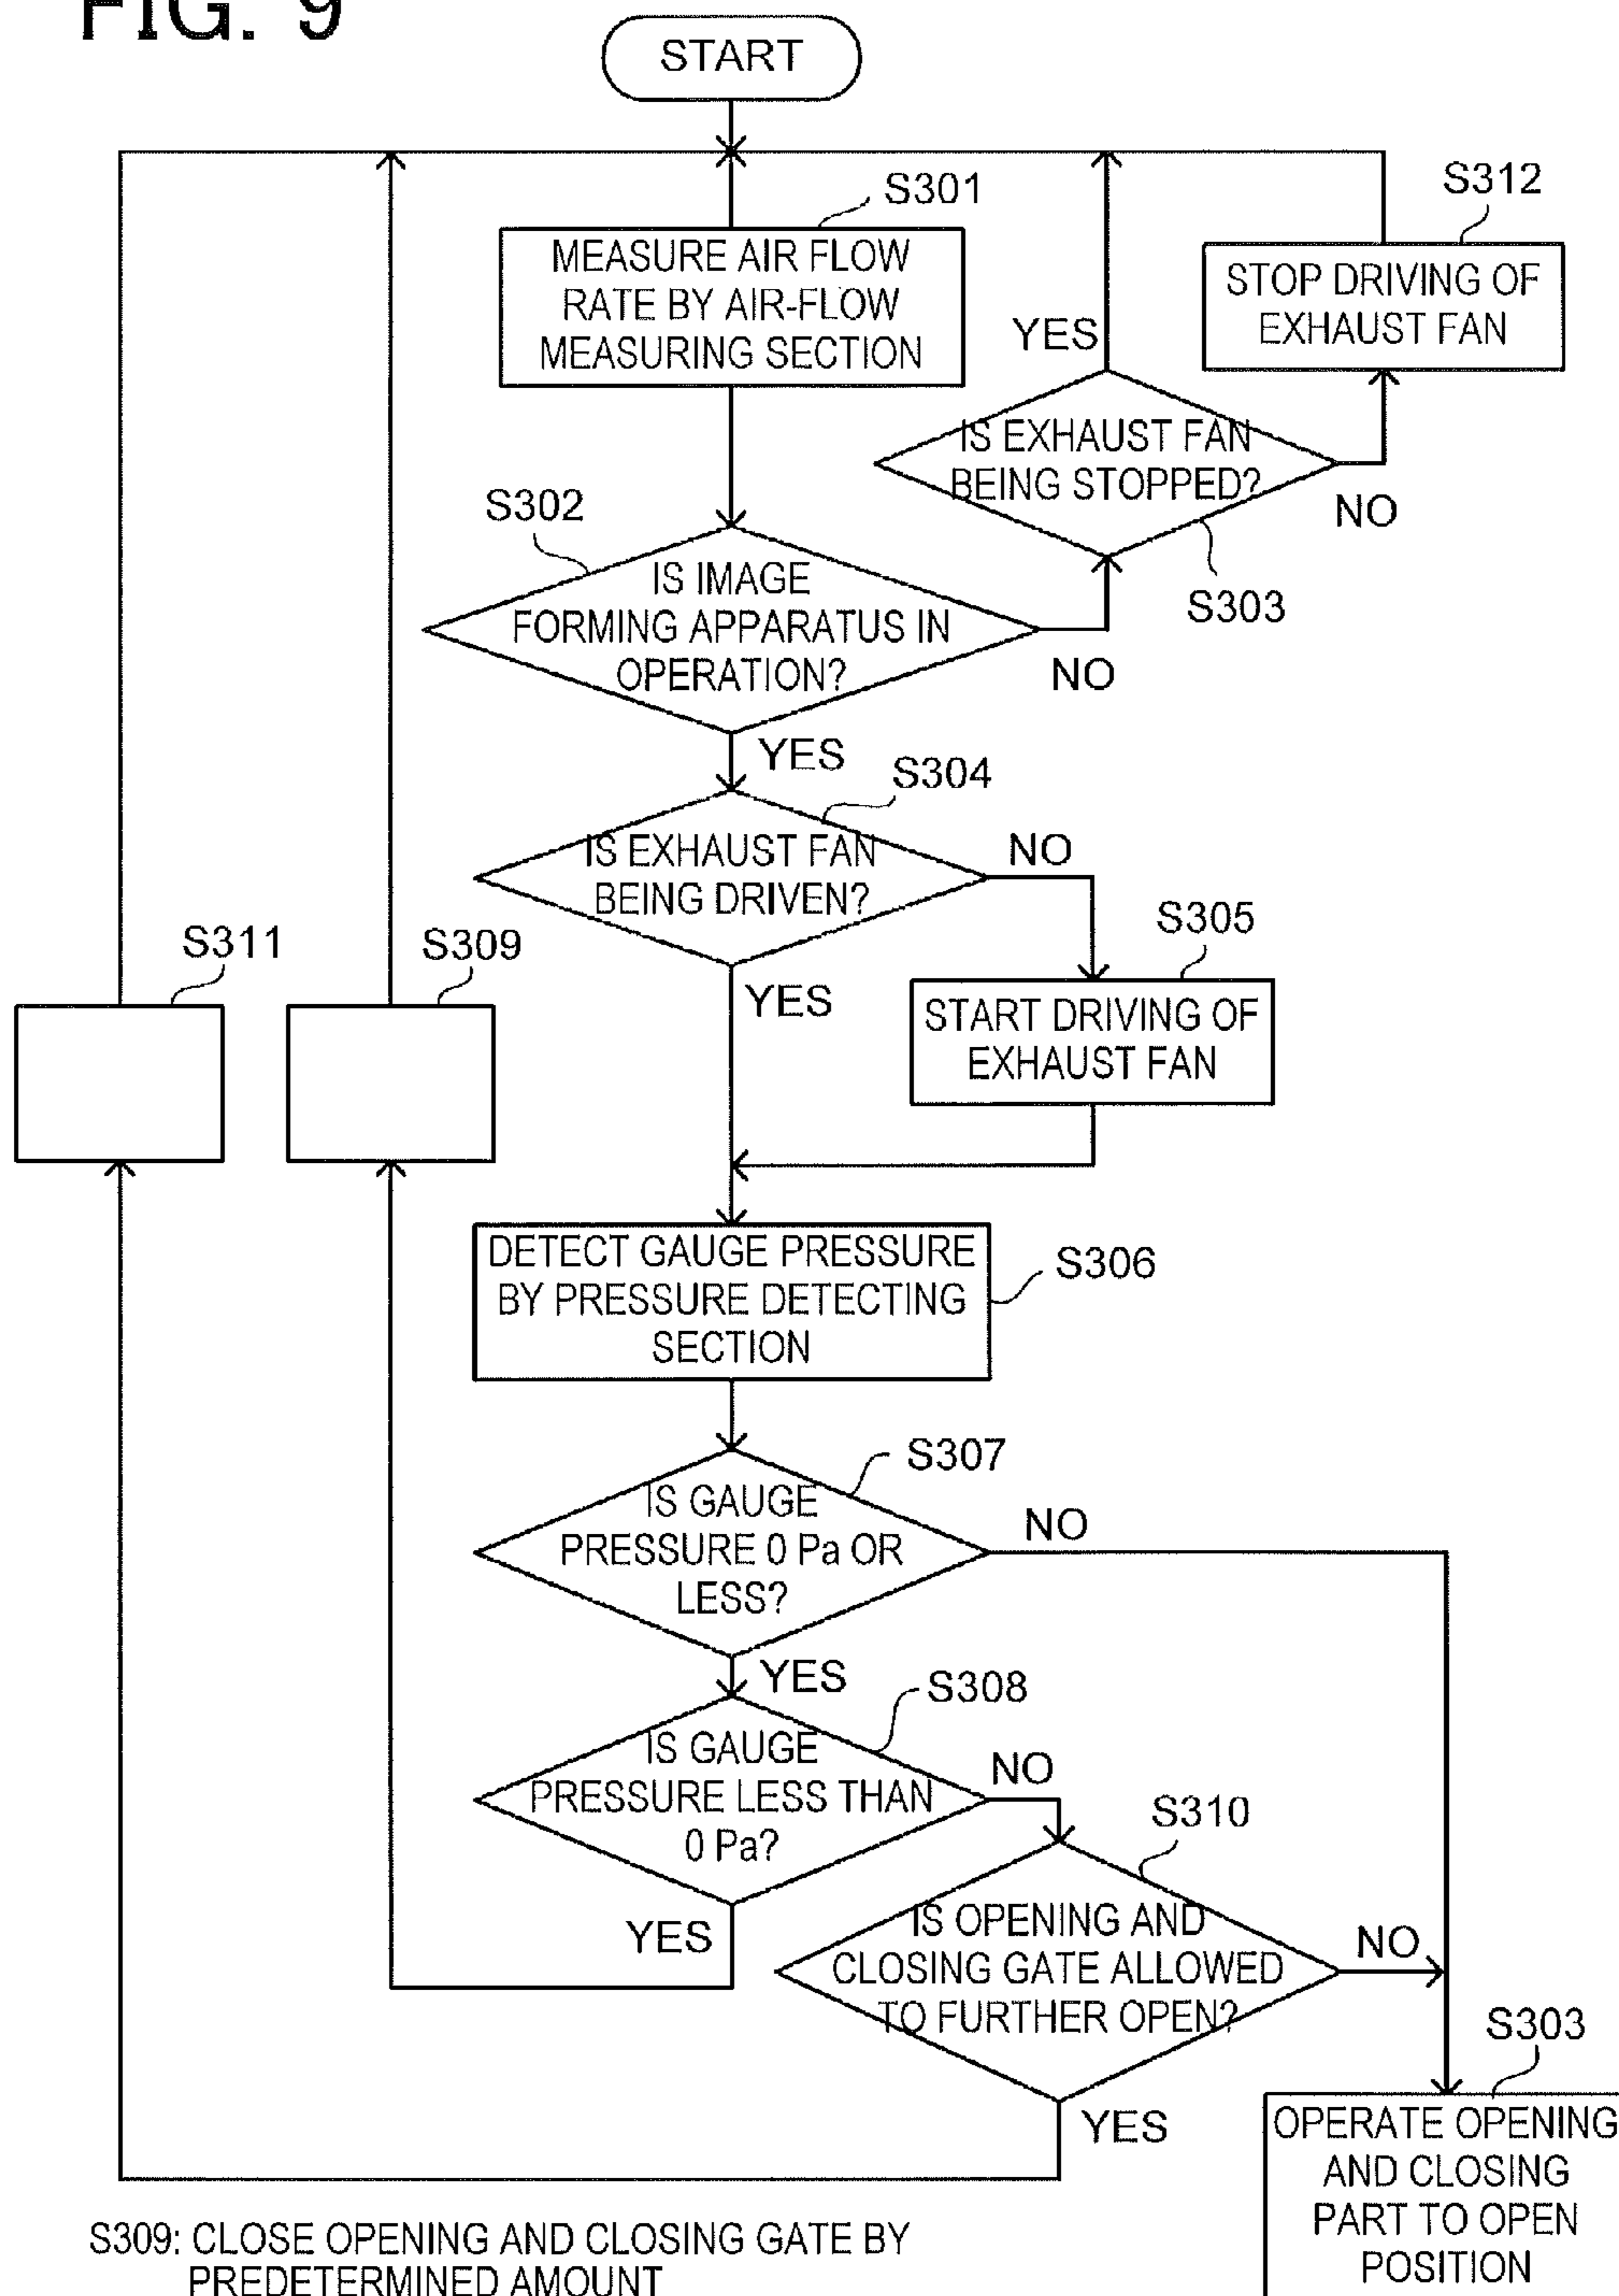 FIG. 9
START
S301
MEASURE AIR FLOW
RATE BY AIR-FLOW
MEASURING SECTION
S312
STOP DRIVING OF
EXHAUST FAN
YES
IS EXHAUST FAN
BEING STOPPED?
NO
S303
S302
IS IMAGE
FORMING APPARATUS IN
OPERATION?
NO
YES
S304
IS EXHAUST FAN
BEING DRIVEN?
NO
YES
S305
START DRIVING OF
EXHAUST FAN
S311
S309
DETECT GAUGE PRESSURE
BY PRESSURE DETECTING
SECTION
S306
S307
IS GAUGE
PRESSURE 0 Pa OR
LESS?
NO
YES
S308
IS GAUGE
PRESSURE LESS THAN
0 Pa?
NO
YES
S310
IS OPENING AND
CLOSING GATE ALLOWED
TO FURTHER OPEN?
NO
YES
S303
OPERATE OPENING
AND CLOSING
PART TO OPEN
POSITION
S309: CLOSE OPENING AND CLOSING GATE BY
PREDETERMINED AMOUNT